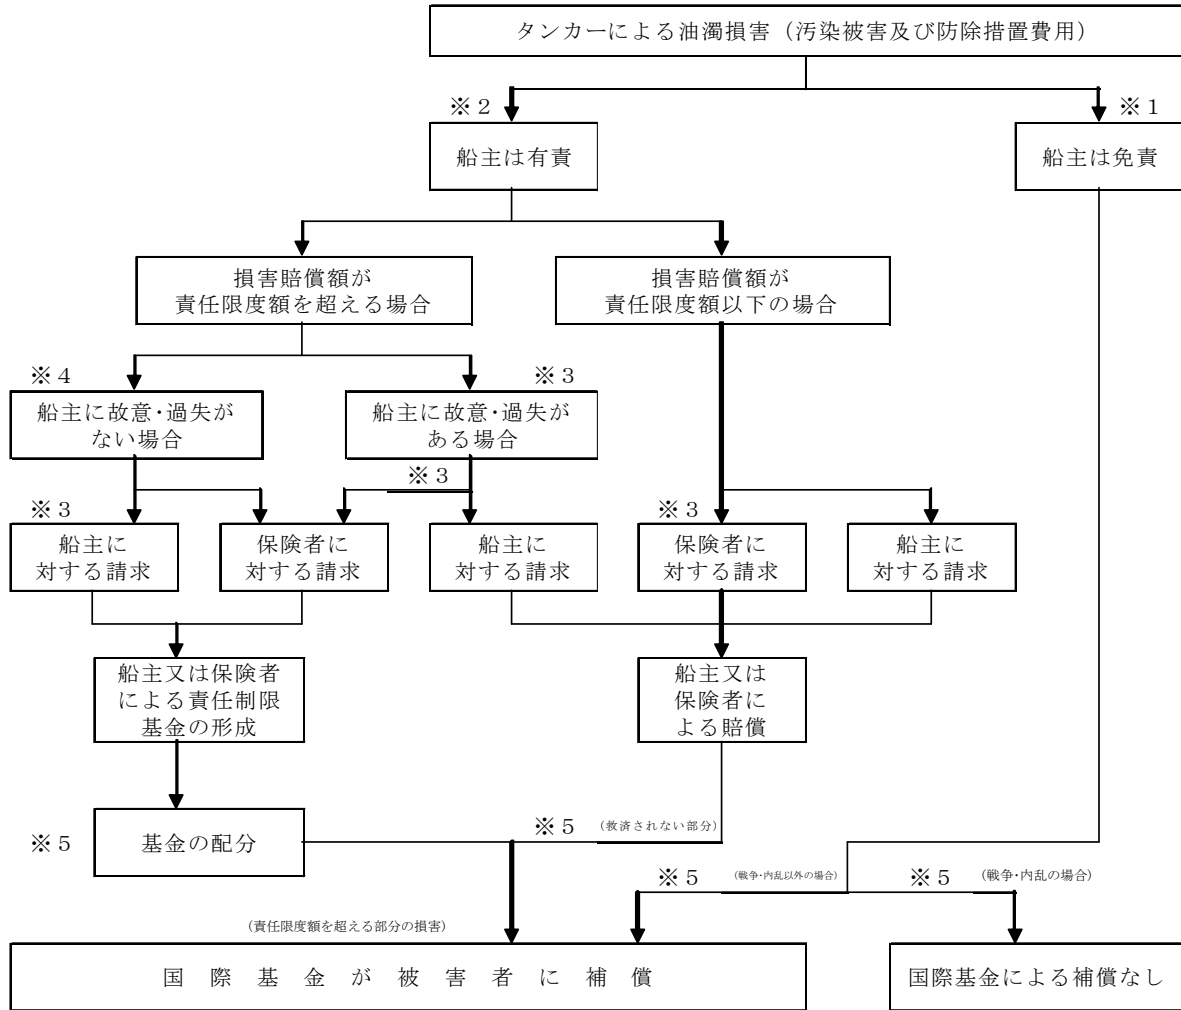 タンカーによる油濁損害（汚染被害及び防除措置費用）
※２
※１
船主は有責
船主は免責
損害賠償額が
責任限度額を超える場合
損害賠償額が
責任限度額以下の場合
※４
※３
船主に故意･過失が
ない場合
船主に故意･過失が
ある場合
※３
※３
※３
船主に
対する請求
保険者に
対する請求
船主に
対する請求
保険者に
対する請求
船主に
対する請求
船主又は保険者
による責任制限
基金の形成
船主又は
保険者に
よる賠償
※５
基金の配分
※５
(救済されない部分)
※５
(戦争･内乱以外の場合)
※５
(戦争･内乱の場合)
(責任限度額を超える部分の損害)
国際基金が被害者に補償
国際基金による補償なし